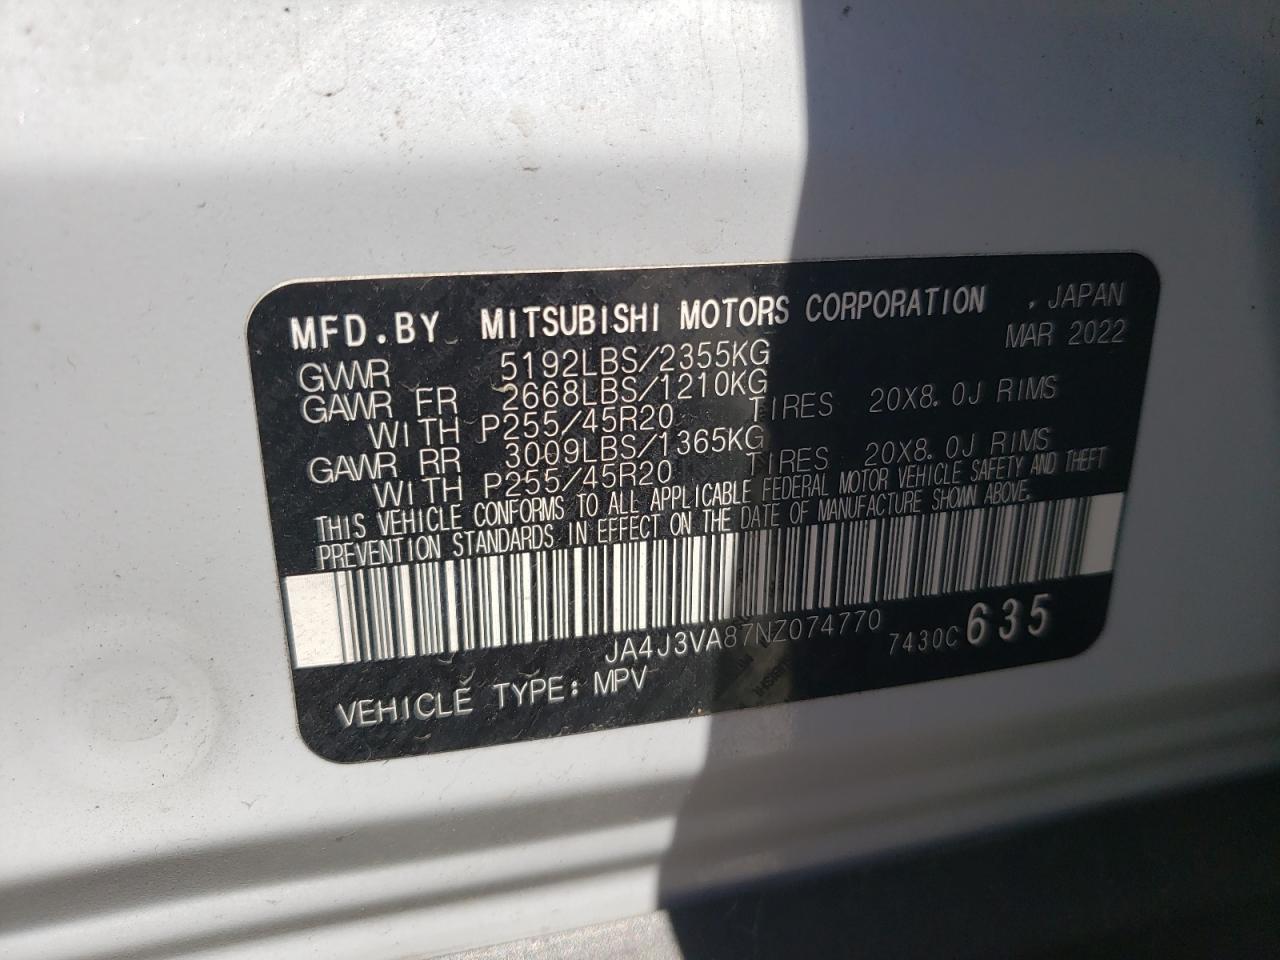 MFD.BY MITSUBISHI MOTORS CORPORATION , JAPAN
MAR 2022
GVWR 5192LBS/2355KG
GAWR FR 2668LBS/1210KG
WITH P255/45R20 TIRES 20X8.0J RIMS
GAWR RR 3009LBS/1365KG
WITH P255/45R20 TIRES 20X8.0J RIMS
THIS VEHICLE CONFORMS TO ALL APPLICABLE FEDERAL MOTOR VEHICLE SAFETY AND THEFT
PREVENTION STANDARDS IN EFFECT ON THE DATE OF MANUFACTURE SHOWN ABOVE.
JA4J3VA87NZ074770 7430C 635
VEHICLE TYPE: MPV